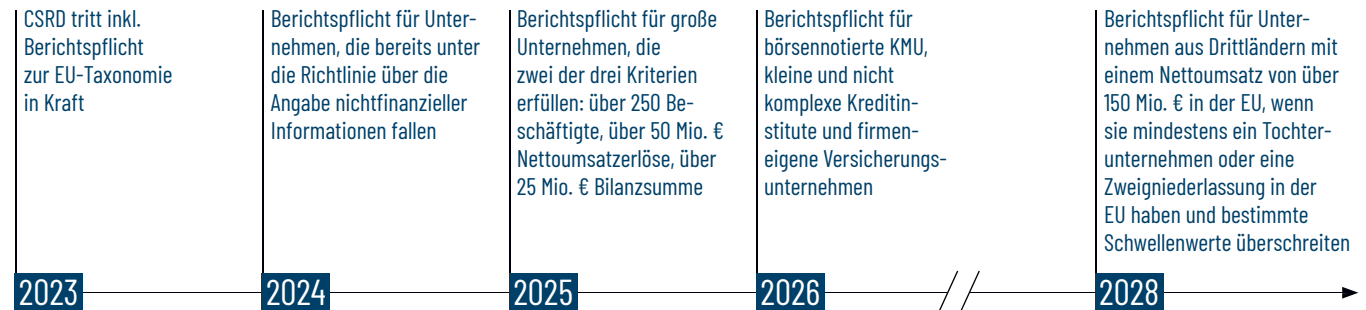 CSRD tritt inkl.
Berichtspflicht
zur EU-Taxonomie
in Kraft
2023
Berichtspflicht für Unter-
nehmen, die bereits unter
die Richtlinie über die
Angabe nichtfinanzieller
Informationen fallen
2024
Berichtspflicht für große
Unternehmen, die
zwei der drei Kriterien
erfüllen: über 250 Be-
schäftigte, über 50 Mio. €
Nettoumsatzerlöse, über
25 Mio. € Bilanzsumme
2025
Berichtspflicht für
börsennotierte KMU,
kleine und nicht
komplexe Kreditin-
stitute und firmen-
eigene Versicherungs-
unternehmen
2026
Berichtspflicht für Unter-
nehmen aus Drittländern mit
einem Nettoumsatz von über
150 Mio. € in der EU, wenn
sie mindestens ein Tochter-
unternehmen oder eine
Zweigniederlassung in der
EU haben und bestimmte
Schwellenwerte überschreiten
2028